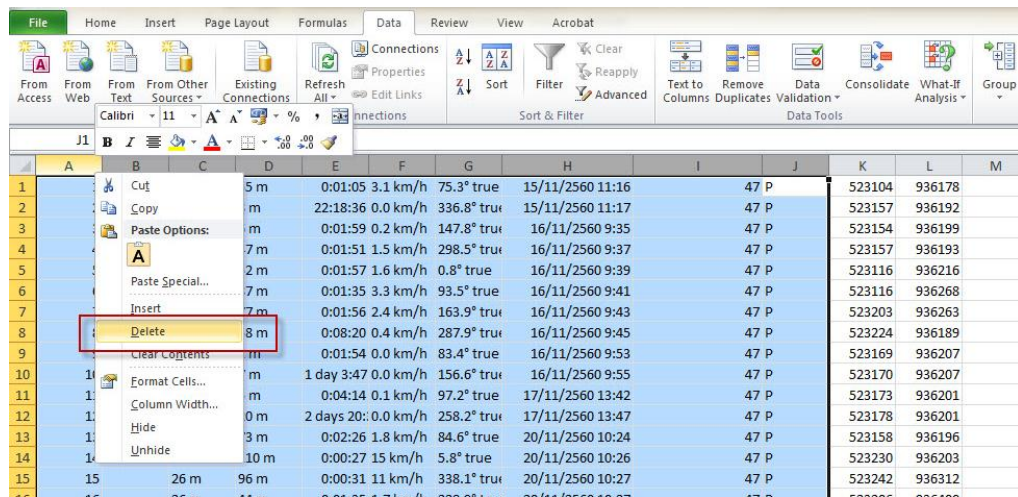 File Home Insert Page Layout Formulas Data Review View Acrobat
From Access
From Web
From Text
From Other Sources
Existing Connections
Refresh All
Connections
Properties
Edit Links
nnections
Sort
Filter
Clear
Reapply
Advanced
Sort & Filter
Text to Columns
Remove Duplicates
Data Validation
Consolidate
What-If Analysis
Data Tools
Group
Calibri 11 A A % ,
B I A
J1
A B C D E F G H I J K L M
1 5 m 0:01:05 3.1 km/h 75.3° true 15/11/2560 11:16 47 P 523104 936178
2 m 22:18:36 0.0 km/h 336.8° true 15/11/2560 11:17 47 P 523157 936192
3 m 0:01:59 0.2 km/h 147.8° true 16/11/2560 9:35 47 P 523154 936199
4 7 m 0:01:51 1.5 km/h 298.5° true 16/11/2560 9:37 47 P 523157 936193
5 2 m 0:01:57 1.6 km/h 0.8° true 16/11/2560 9:39 47 P 523116 936216
6 7 m 0:01:35 3.3 km/h 93.5° true 16/11/2560 9:41 47 P 523116 936268
7 7 m 0:01:56 2.4 km/h 163.9° true 16/11/2560 9:43 47 P 523203 936263
8 8 m 0:08:20 0.4 km/h 287.9° true 16/11/2560 9:45 47 P 523224 936189
9 m 0:01:54 0.0 km/h 83.4° true 16/11/2560 9:53 47 P 523169 936207
10 m 1 day 3:47 0.0 km/h 156.6° true 16/11/2560 9:55 47 P 523170 936207
11 m 0:04:14 0.1 km/h 97.2° true 17/11/2560 13:42 47 P 523173 936201
12 0 m 2 days 20: 0.0 km/h 258.2° true 17/11/2560 13:47 47 P 523178 936201
13 3 m 0:02:26 1.8 km/h 84.6° true 20/11/2560 10:24 47 P 523158 936196
14 10 m 0:00:27 15 km/h 5.8° true 20/11/2560 10:26 47 P 523230 936203
15 15 26 m 96 m 0:00:31 11 km/h 338.1° true 20/11/2560 10:27 47 P 523242 936312
Cut
Copy
Paste Options:
A
Paste Special...
Insert
Delete
Clear Contents
Format Cells...
Column Width...
Hide
Unhide